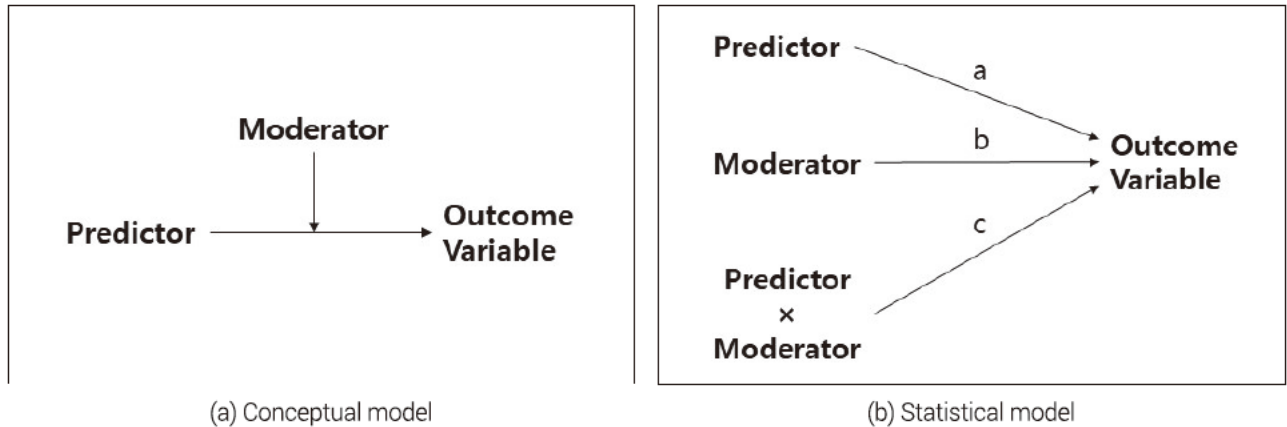 Moderator
Predictor
Outcome
Variable
(a) Conceptual model
Predictor
a
Moderator
b
Outcome
Variable
c
Predictor
×
Moderator
(b) Statistical model